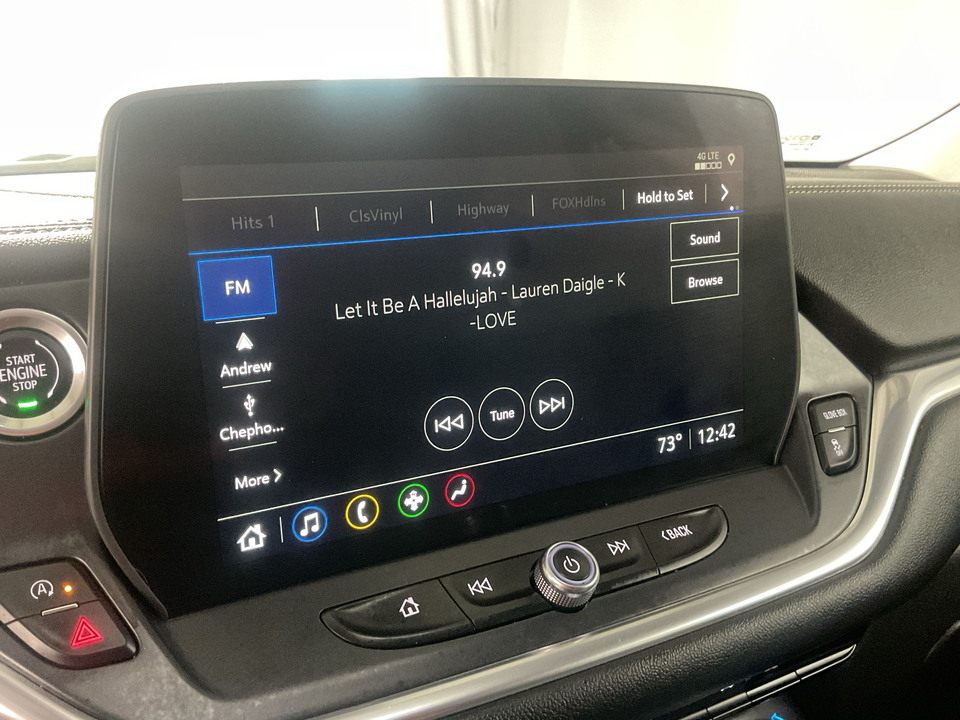 4G LTE
Hits 1
ClsVinyl
Highway
FOXHdlns
Hold to Set
Sound
FM
94.9
Browse
Let It Be A Hallelujah - Lauren Daigle - K
-LOVE
START
ENGINE
STOP
Andrew
Chepho...
Tune
More
73°
12:42
GLOVE BOX
OFF
BACK
A